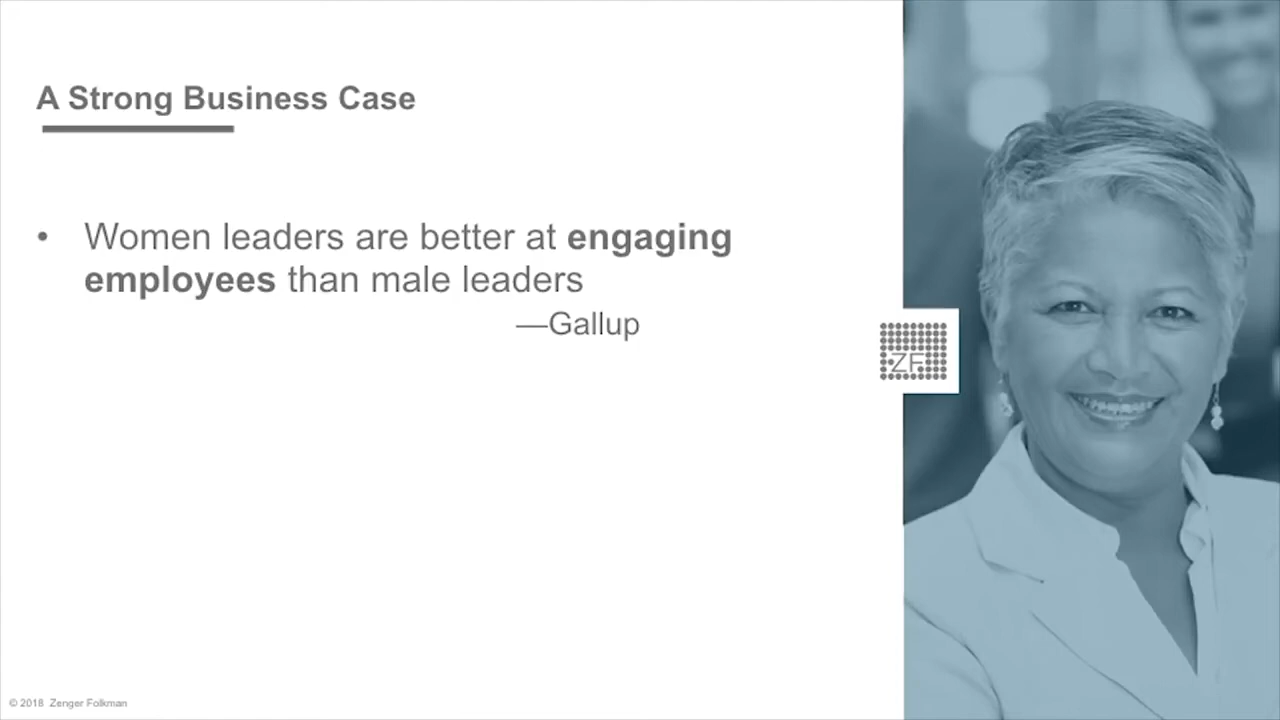 A Strong Business Case
• Women leaders are better at engaging
employees than male leaders
—Gallup
ZF
© 2018 Zenger Folkman